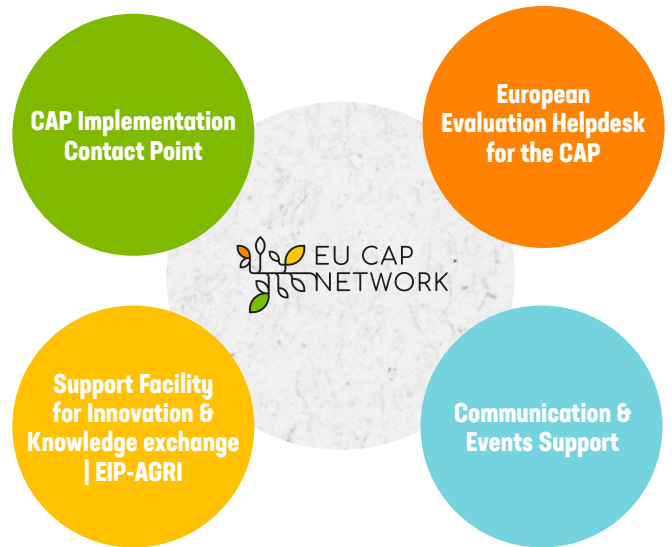 CAP Implementation
Contact Point
European
Evaluation Helpdesk
for the CAP
EU CAP
NETWORK
Support Facility
for Innovation &
Knowledge exchange
| EIP-AGRI
Communication &
Events Support